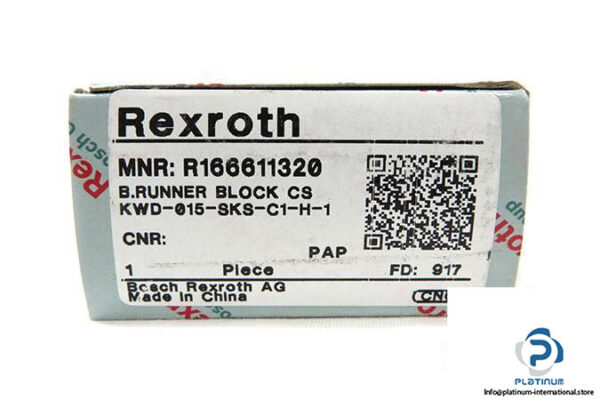 Rexroth
MNR: R166611320
B.RUNNER BLOCK CS
KWD-015-SKS-C1-H-1
CNR:
PAP
1 Piece FD: 917
Bosch Rexroth AG
Made in China
PLATINUM
Info@platinum-international.store